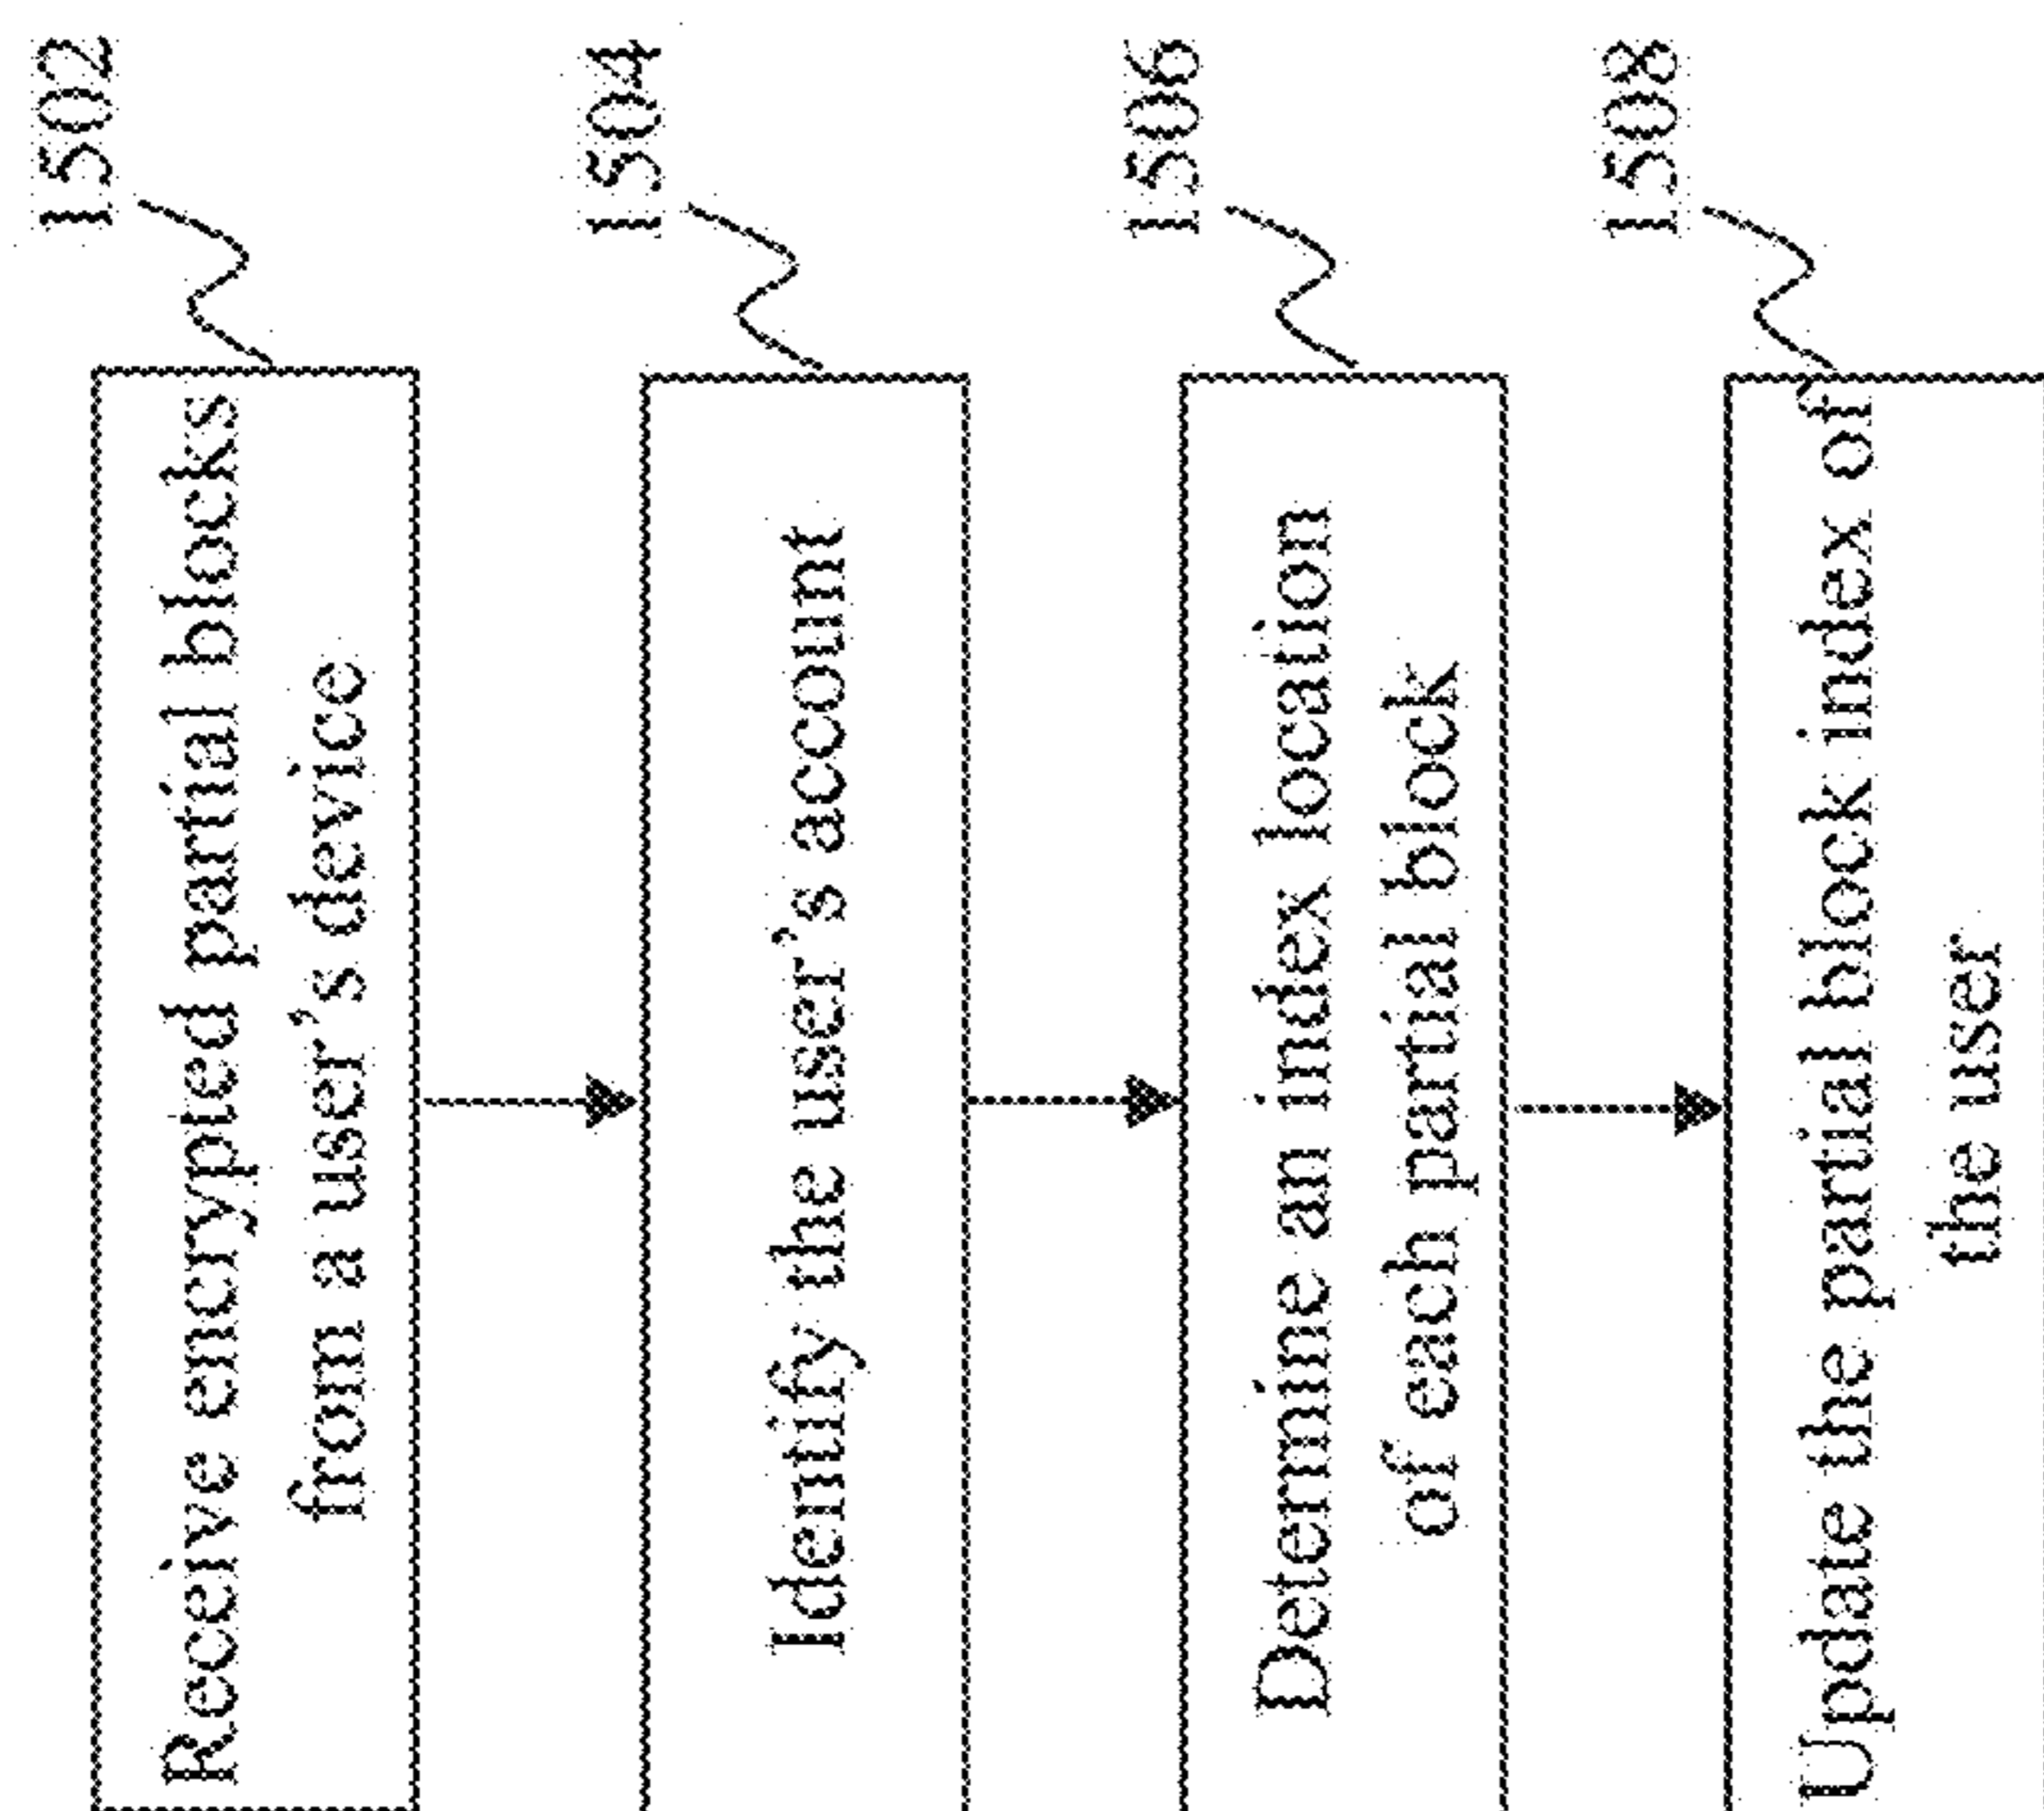 1502
Receive encrypted partial blocks
from a user's device
1504
Identify the user's account
1506
Determine an index location
of each partial block
1508
Update the partial block index of
the user